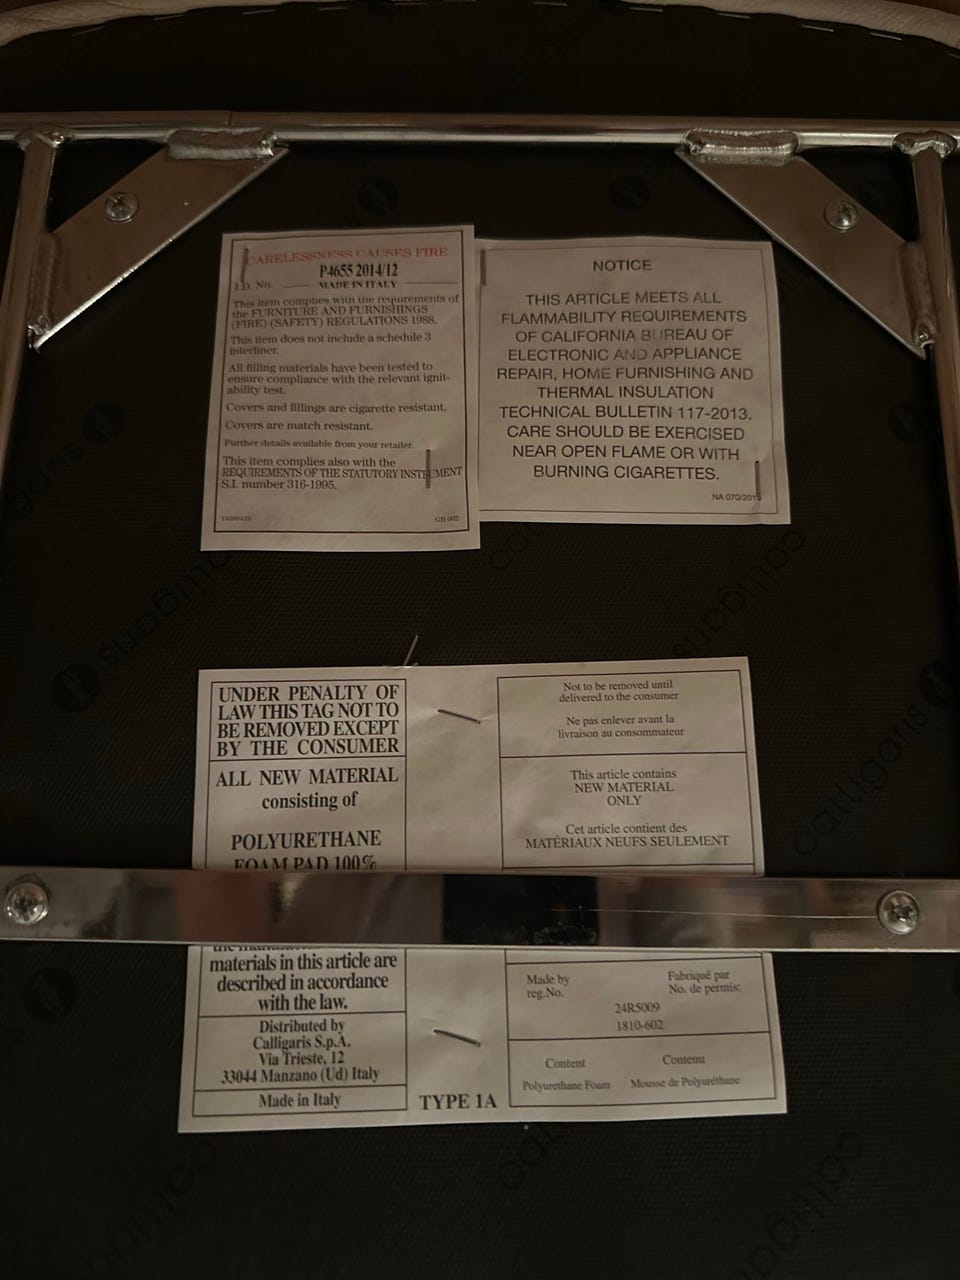 CARELESSNESS CAUSES FIRE
P4655 2014/12
I.D. No.
MADE IN ITALY
This item complies with the requirements of
the FURNITURE AND FURNISHINGS
(FIRE) (SAFETY) REGULATIONS 1988.
This item does not include a schedule 3
interliner.
All filling materials have been tested to
ensure compliance with the relevant ignit-
ability test.
Covers and fillings are cigarette resistant.
Covers are match resistant.
Further details available from your retailer.
This item complies also with the
REQUIREMENTS OF THE STATUTORY INSTRUMENT
S.I. number 316-1995.
GB 002
NOTICE
THIS ARTICLE MEETS ALL
FLAMMABILITY REQUIREMENTS
OF CALIFORNIA BUREAU OF
ELECTRONIC AND APPLIANCE
REPAIR, HOME FURNISHING AND
THERMAL INSULATION
TECHNICAL BULLETIN 117-2013.
CARE SHOULD BE EXERCISED
NEAR OPEN FLAME OR WITH
BURNING CIGARETTES.
NA 070/2015
UNDER PENALTY OF
LAW THIS TAG NOT TO
BE REMOVED EXCEPT
BY THE CONSUMER
ALL NEW MATERIAL
consisting of
POLYURETHANE
FOAM PAD 100%
materials in this article are
described in accordance
with the law.
Distributed by
Calligaris S.p.A.
Via Trieste, 12
33044 Manzano (Ud) Italy
Made in Italy
TYPE 1A
Not to be removed until
delivered to the consumer
Ne pas enlever avant la
livraison au consommateur
This article contains
NEW MATERIAL
ONLY
Cet article contient des
MATÉRIAUX NEUFS SEULEMENT
Made by
reg.No.
Fabriqué par
No. de permis:
24R5009
1810-602
Content
Contenu
Polyurethane Foam
Mousse de Polyuréthane
calligaris
calligaris
calligaris